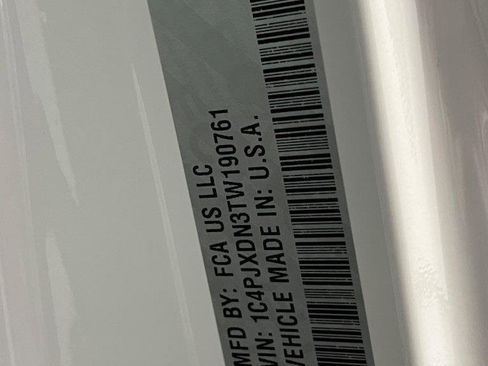 MFD BY: FCA US LLC
VIN: 1C4PJXDN3TW190761
VEHICLE MADE IN: U.S.A.